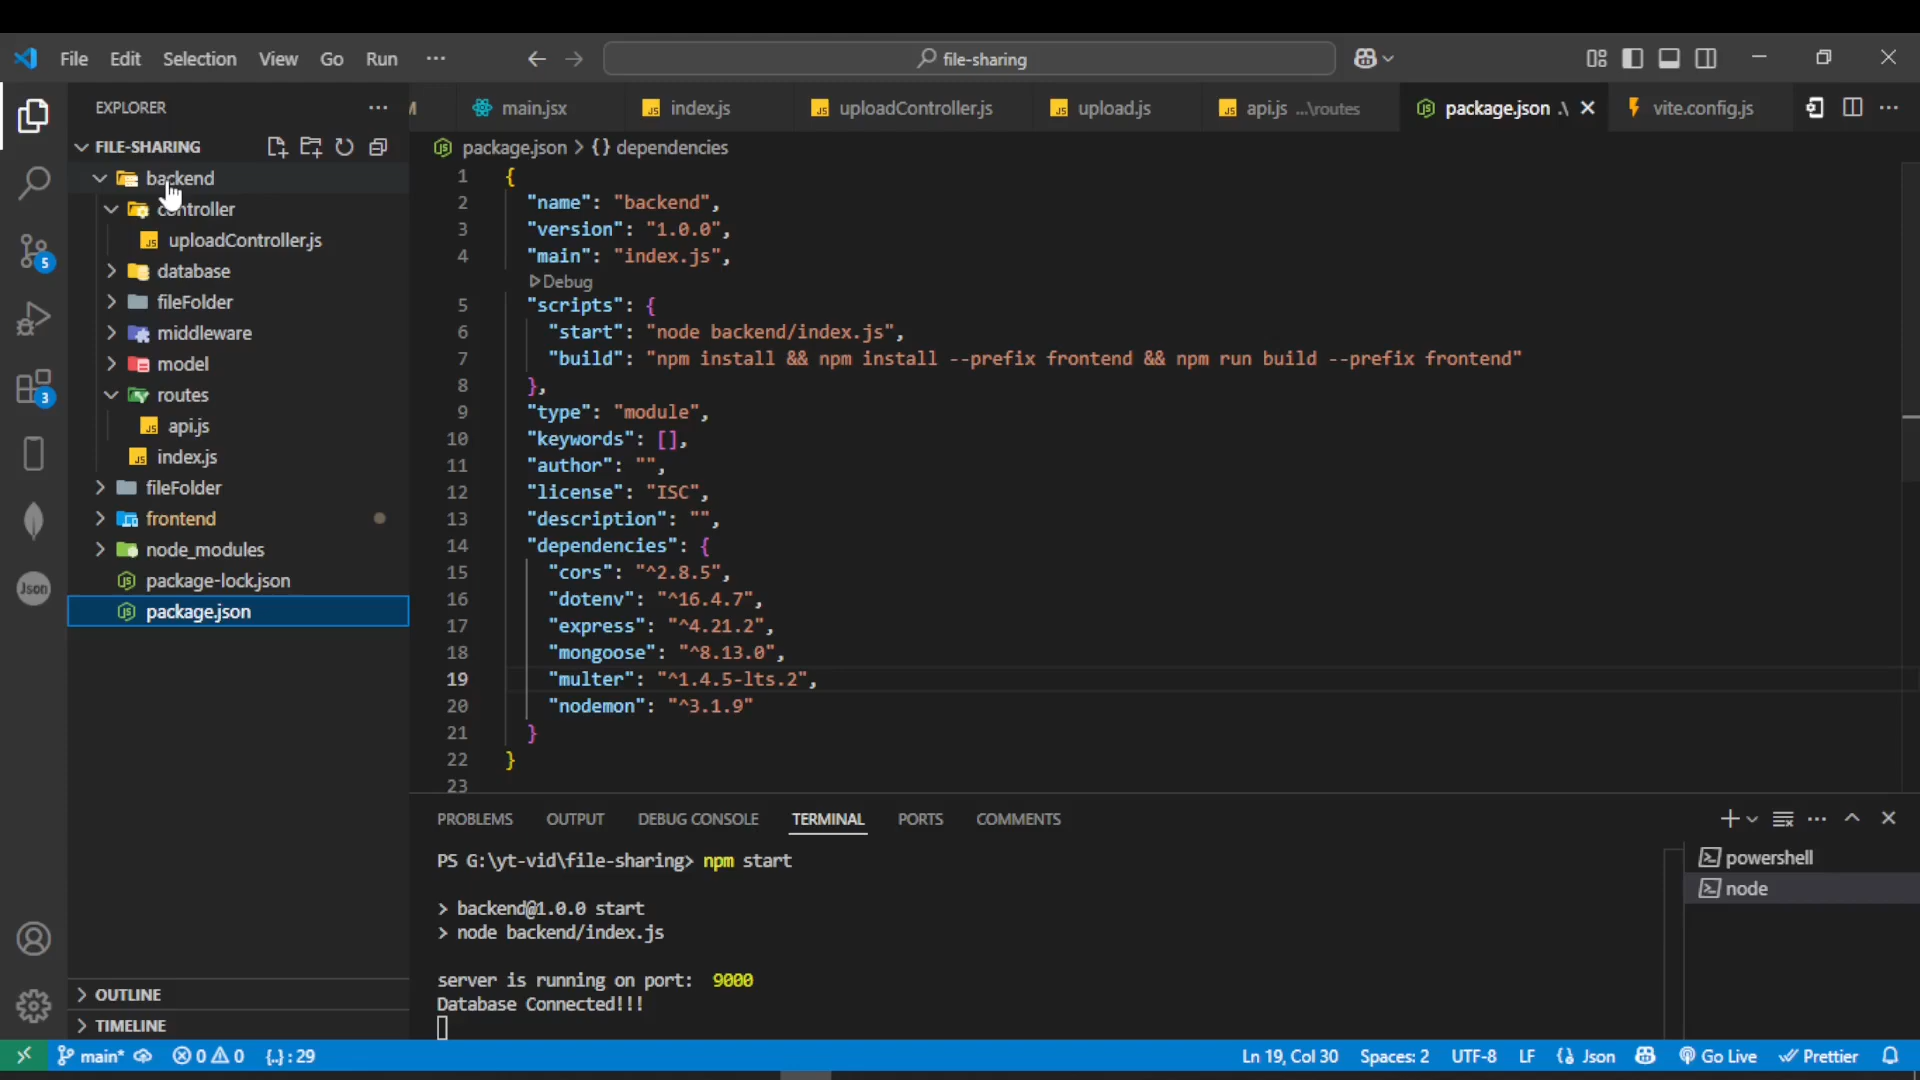 File Edit Selection View Go Run ··· file-sharing
EXPLORER
main.jsx index.js uploadController.js upload.js api.js ...\routes package.json .\ vite.config.js
FILE-SHARING
package.json > {} dependencies
backend
controller
uploadController.js
database
fileFolder
middleware
model
routes
api.js
index.js
fileFolder
frontend
node_modules
package-lock.json
package.json
5
3
Json
OUTLINE
TIMELINE
1 {
2 "name": "backend",
3 "version": "1.0.0",
4 "main": "index.js",
Debug
5 "scripts": {
6 "start": "node backend/index.js",
7 "build": "npm install && npm install --prefix frontend && npm run build --prefix frontend"
8 },
9 "type": "module",
10 "keywords": [],
11 "author": "",
12 "license": "ISC",
13 "description": "",
14 "dependencies": {
15 "cors": "^2.8.5",
16 "dotenv": "^16.4.7",
17 "express": "^4.21.2",
18 "mongoose": "^8.13.0",
19 "multer": "^1.4.5-lts.2",
20 "nodemon": "^3.1.9"
21 }
22 }
23
PROBLEMS OUTPUT DEBUG CONSOLE TERMINAL PORTS COMMENTS
PS G:\yt-vid\file-sharing> npm start
> backend@1.0.0 start
> node backend/index.js
server is running on port: 9000
Database Connected!!!
powershell
node
main* 0 0 {..} : 29 Ln 19, Col 30 Spaces: 2 UTF-8 LF Json Go Live Prettier